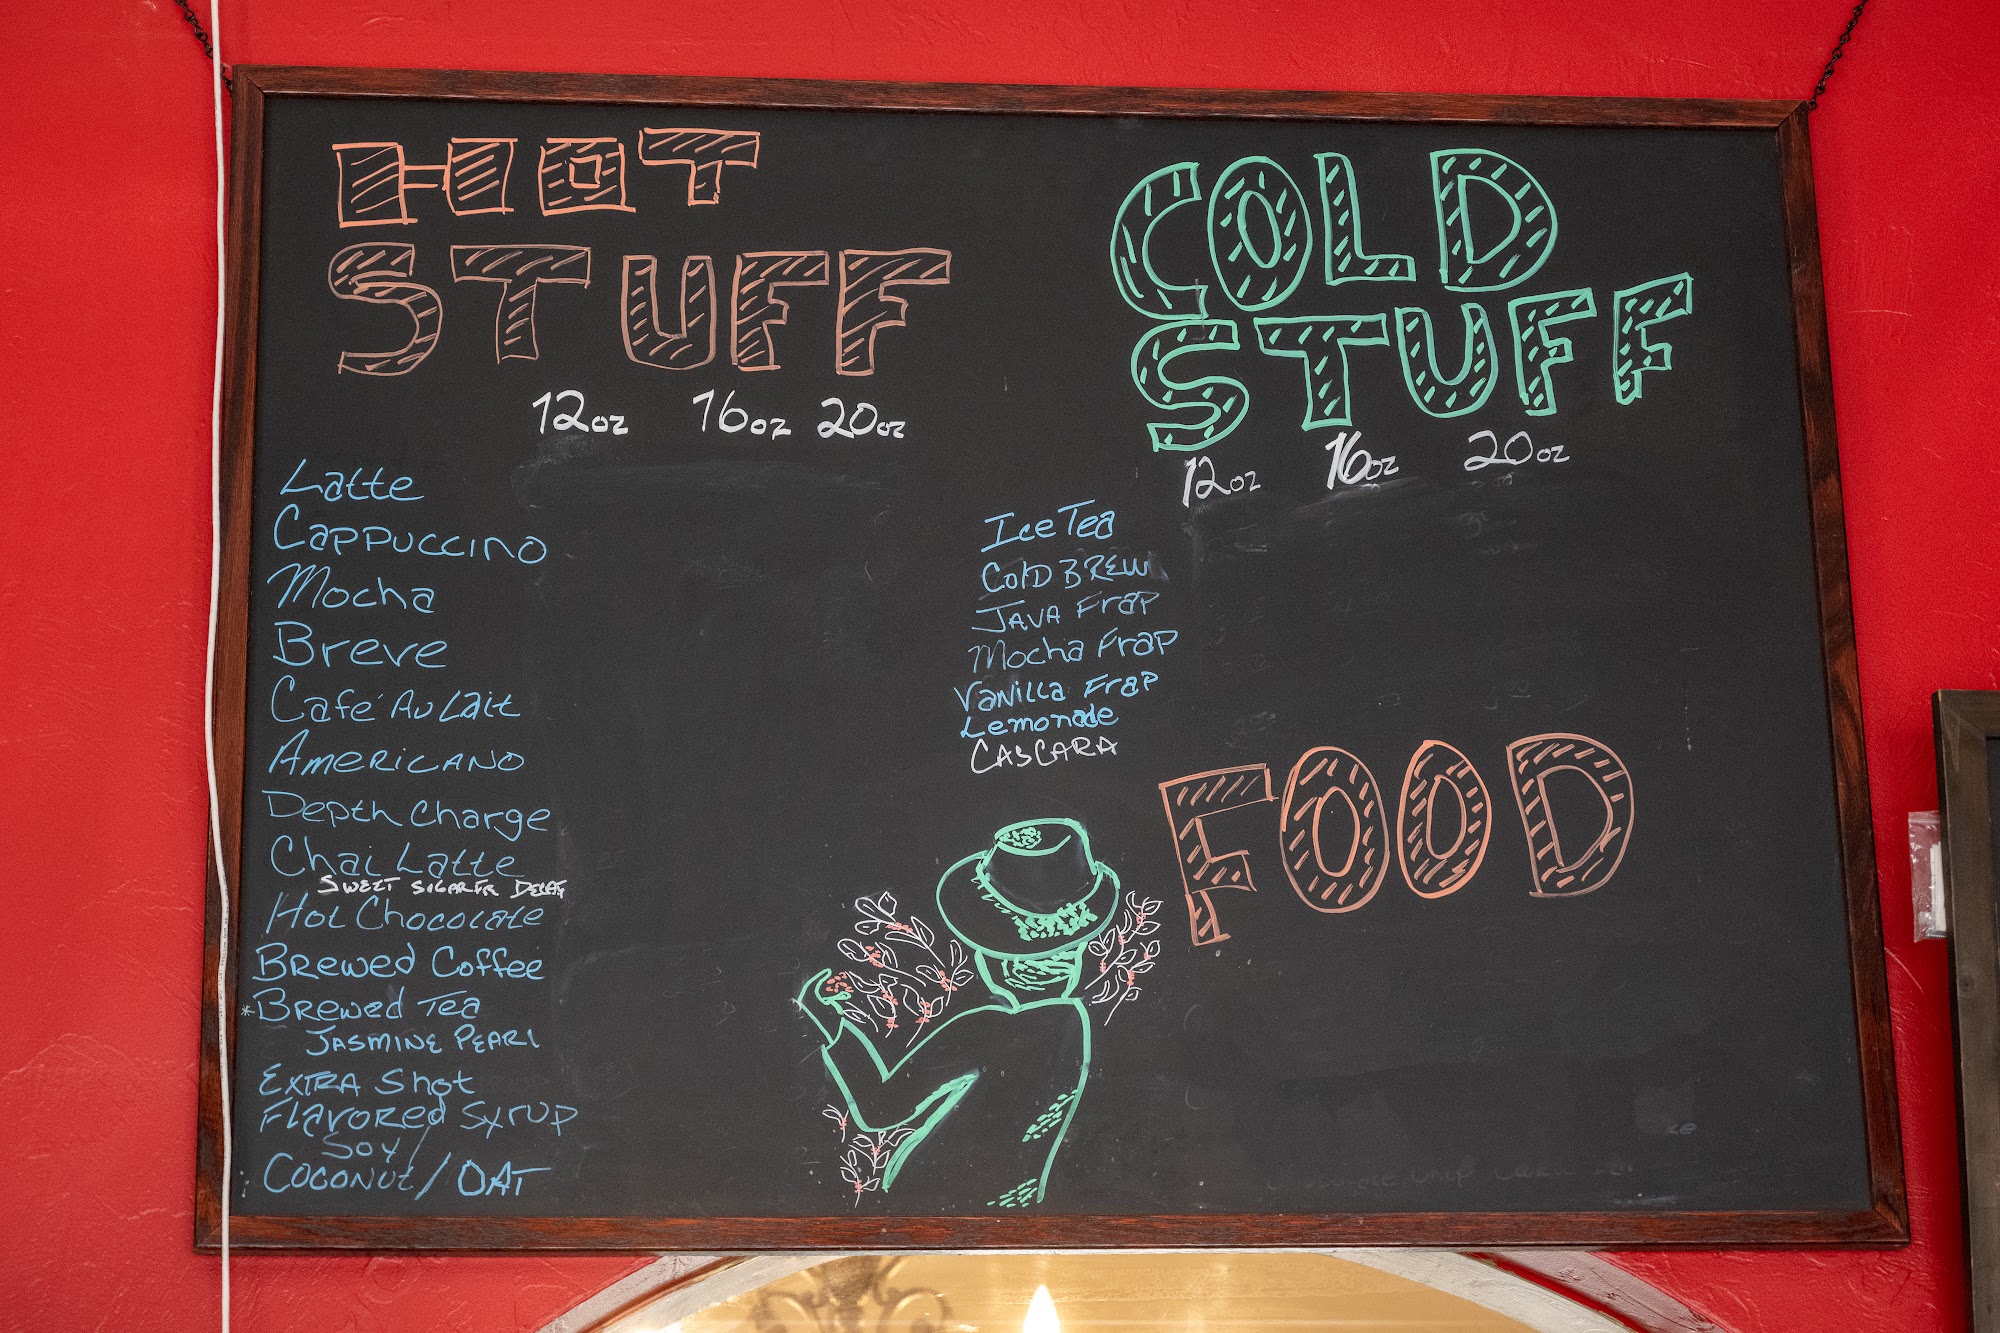 HOT
STUFF
12oz 16oz 20oz
Latte
Cappuccino
Mocha
Breve
Café Au Lait
Americano
Depth Charge
Chai Latte
Sweet
Hot Chocolate
Brewed Coffee
*Brewed Tea
Jasmine Pearl
Extra Shot
Flavored Syrup
Soy/
Coconut/OAT
COLD
STUFF
12oz 16oz 20oz
Ice Tea
Cold Brew
Java Frap
Mocha Frap
Vanilla Frap
Lemonade
CASCARA
FOOD